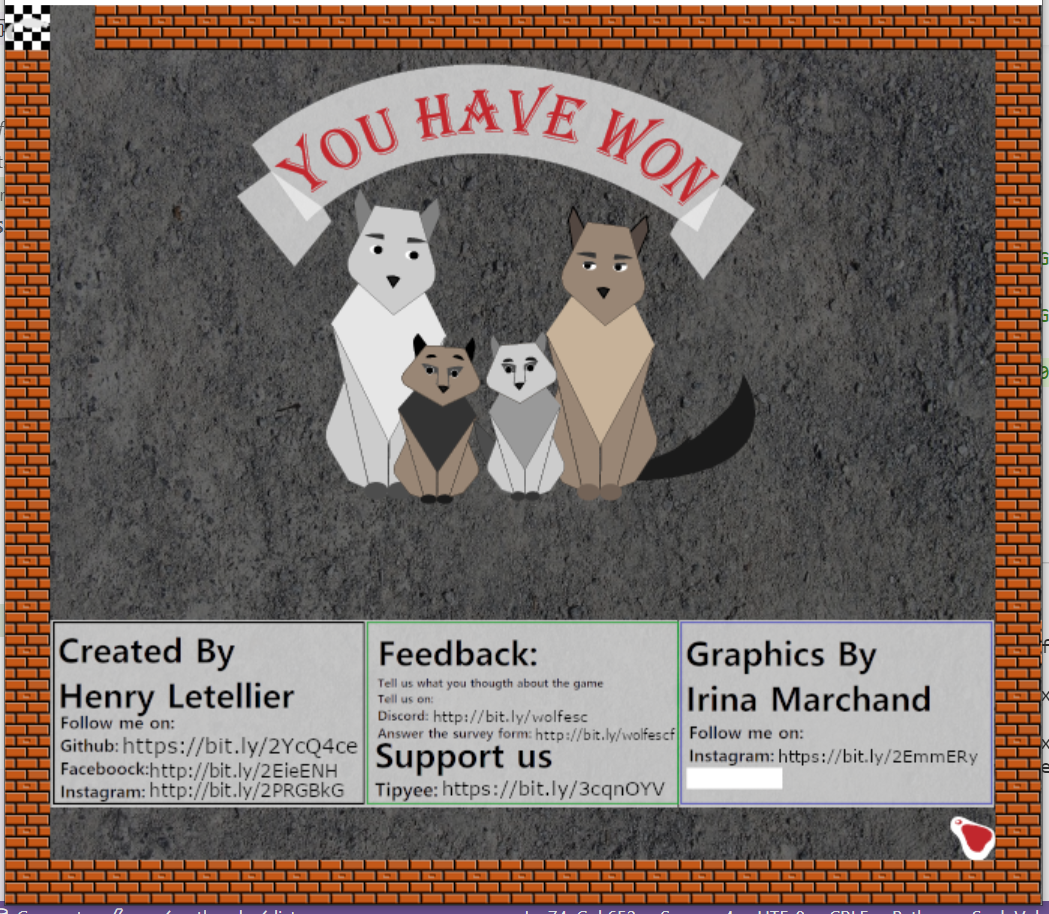 YOU HAVE WON
Created By
Henry Letellier
Follow me on:
Github: https://bit.ly/2YcQ4ce
Faceboock:http://bit.ly/2EieENH
Instagram: http://bit.ly/2PRGBkG
Feedback:
Tell us what you thougth about the game
Tell us on:
Discord: http://bit.ly/wolfesc
Answer the survey form: http://bit.ly/wolfescf
Support us
Tipyee: https://bit.ly/3cqnOYV
Graphics By
Irina Marchand
Follow me on:
Instagram: https://bit.ly/2EmmERy